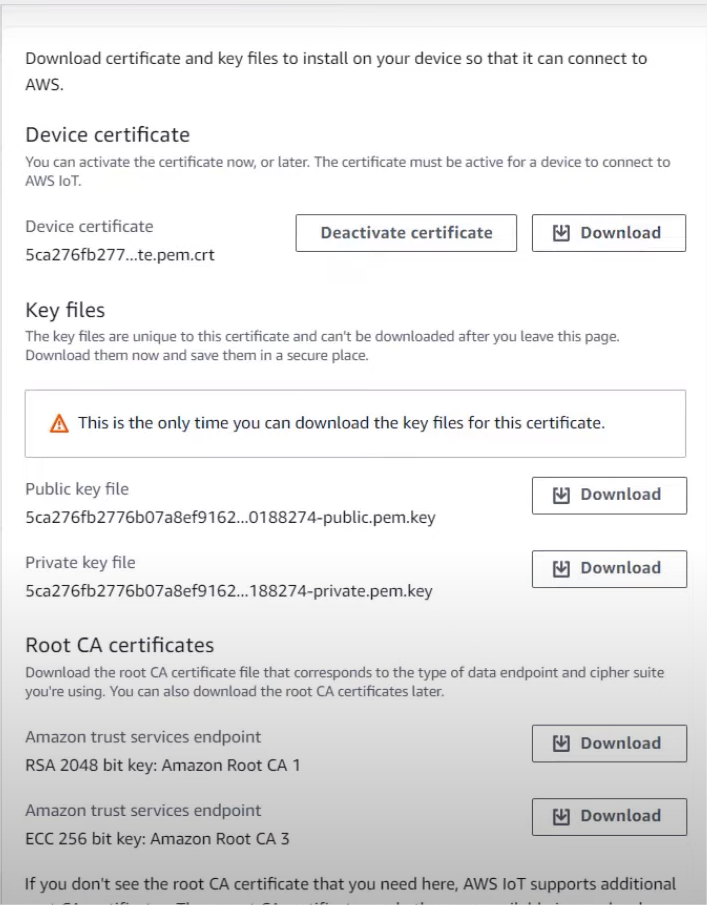 Download certificate and key files to install on your device so that it can connect to
AWS.
Device certificate
You can activate the certificate now, or later. The certificate must be active for a device to connect to
AWS IoT.
Device certificate
5ca276fb277...te.pem.crt
Deactivate certificate
Download
Key files
The key files are unique to this certificate and can't be downloaded after you leave this page.
Download them now and save them in a secure place.
This is the only time you can download the key files for this certificate.
Public key file
5ca276fb2776b07a8ef9162...0188274-public.pem.key
Download
Private key file
5ca276fb2776b07a8ef9162...188274-private.pem.key
Download
Root CA certificates
Download the root CA certificate file that corresponds to the type of data endpoint and cipher suite
you're using. You can also download the root CA certificates later.
Amazon trust services endpoint
RSA 2048 bit key: Amazon Root CA 1
Download
Amazon trust services endpoint
ECC 256 bit key: Amazon Root CA 3
Download
If you don't see the root CA certificate that you need here, AWS IoT supports additional